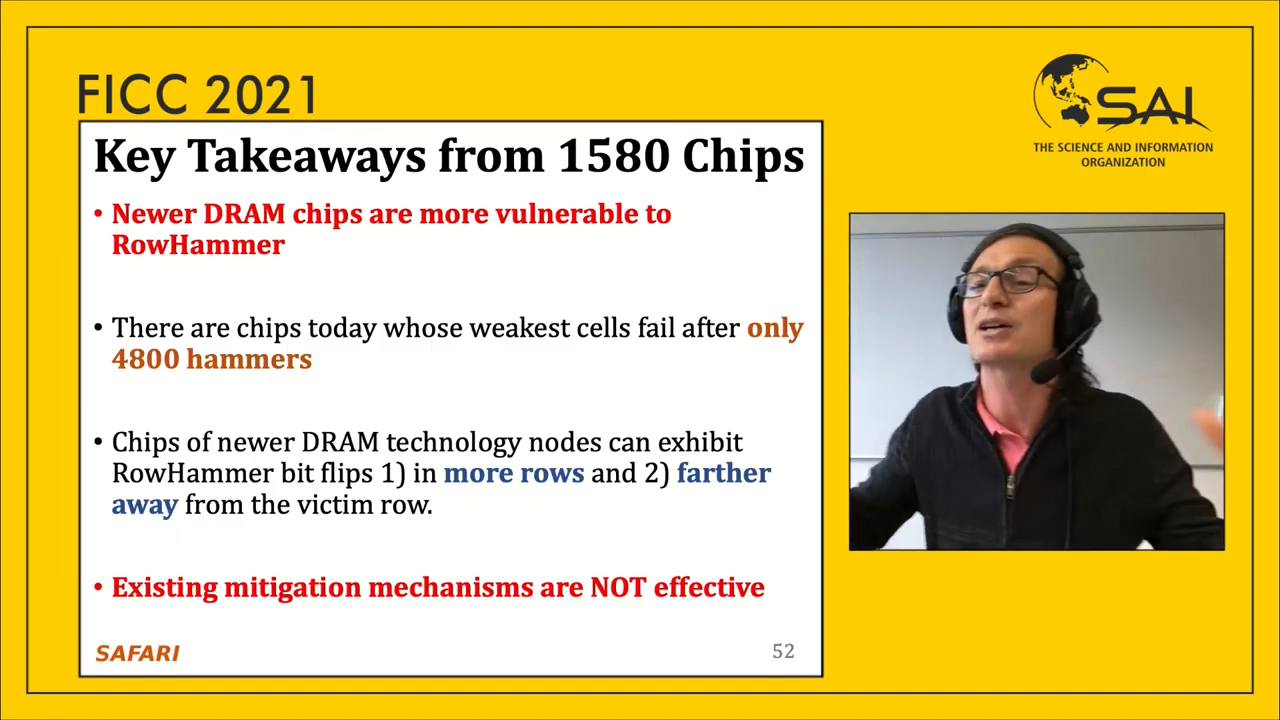 FICC 2021
SAI
THE SCIENCE AND INFORMATION
ORGANIZATION
Key Takeaways from 1580 Chips
• Newer DRAM chips are more vulnerable to
RowHammer
• There are chips today whose weakest cells fail after only
4800 hammers
• Chips of newer DRAM technology nodes can exhibit
RowHammer bit flips 1) in more rows and 2) farther
away from the victim row.
• Existing mitigation mechanisms are NOT effective
SAFARI
52